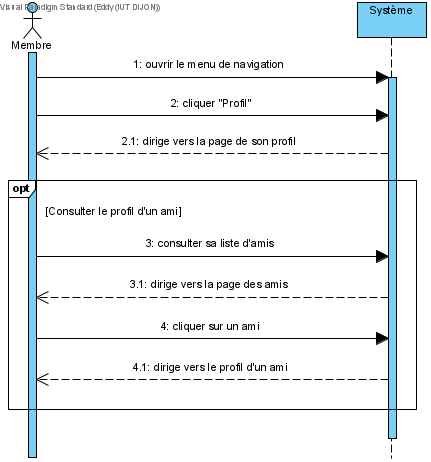 Visual Paradigm Standard (Eddy (IUT DIJON))
Système
Membre
1: ouvrir le menu de navigation
2: cliquer "Profil"
2.1: dirige vers la page de son profil
opt
[Consulter le profil d'un ami]
3: consulter sa liste d'amis
3.1: dirige vers la page des amis
4: cliquer sur un ami
4.1: dirige vers le profil d'un ami